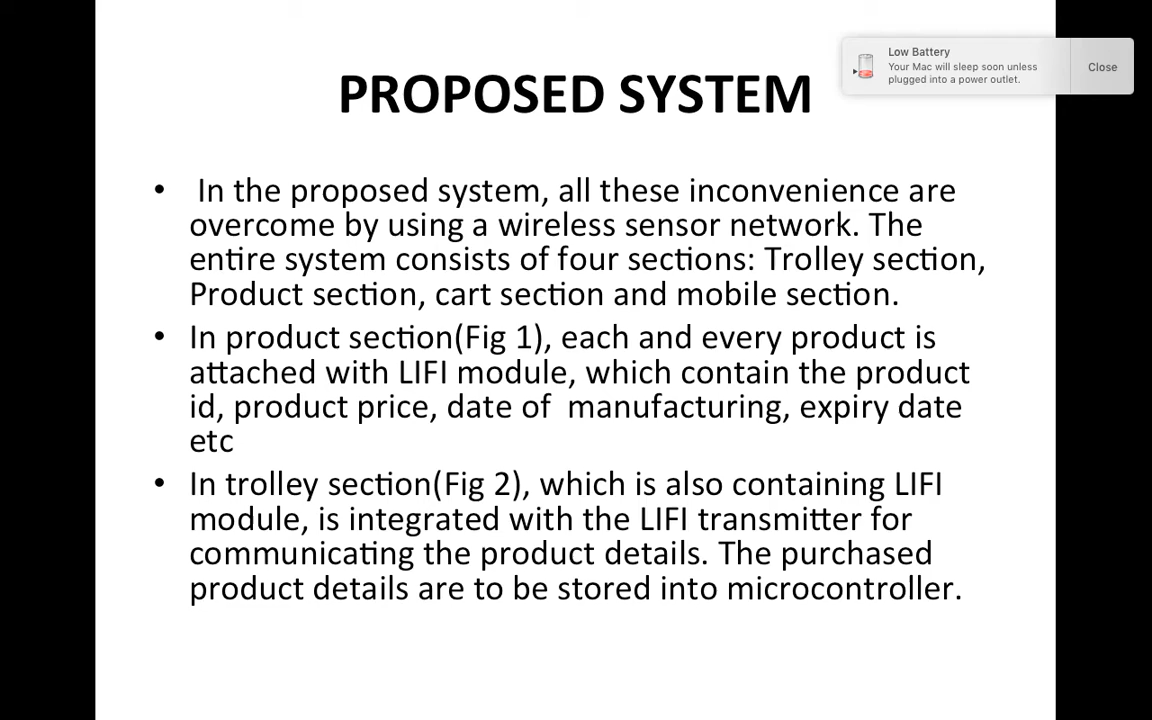 Low Battery
Your Mac will sleep soon unless
plugged into a power outlet.
Close
PROPOSED SYSTEM
• In the proposed system, all these inconvenience are
overcome by using a wireless sensor network. The
entire system consists of four sections: Trolley section,
Product section, cart section and mobile section.
• In product section(Fig 1), each and every product is
attached with LIFI module, which contain the product
id, product price, date of  manufacturing, expiry date
etc
• In trolley section(Fig 2), which is also containing LIFI
module, is integrated with the LIFI transmitter for
communicating the product details. The purchased
product details are to be stored into microcontroller.